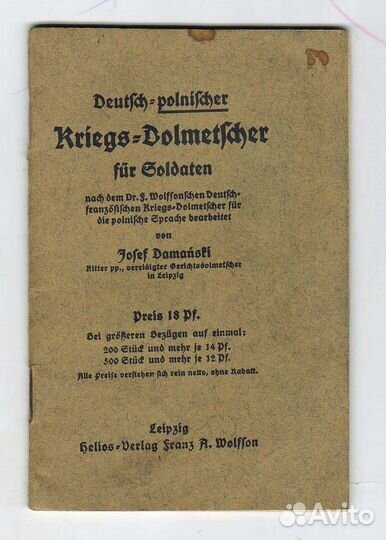 Deutsch-polnischer
Kriegs-Dolmetscher
für Soldaten
nach dem Dr. F. Wolffonschen Deutsch-
französischen Kriegs-Dolmetscher für
die polnische Sprache bearbeitet
von
Josef Damański
Ritter pp., vereidigter Gerichtsdolmetscher
in Leipzig
Preis 18 Pf.
Bei größeren Bezügen auf einmal:
200 Stück und mehr je 14 Pf.
500 Stück und mehr je 12 Pf.
Alle Preise verstehen sich rein netto, ohne Rabatt.
Leipzig
Helios-Verlag Franz A. Wolffson
Avito